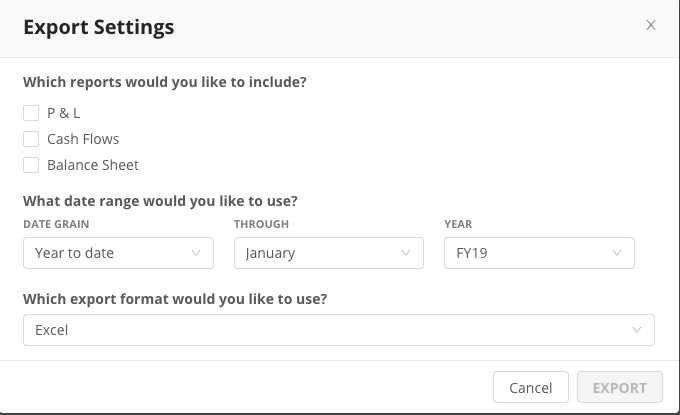 Export Settings
Which reports would you like to include?
P & L
Cash Flows
Balance Sheet
What date range would you like to use?
DATE GRAIN THROUGH YEAR
Year to date January FY19
Which export format would you like to use?
Excel
Cancel EXPORT